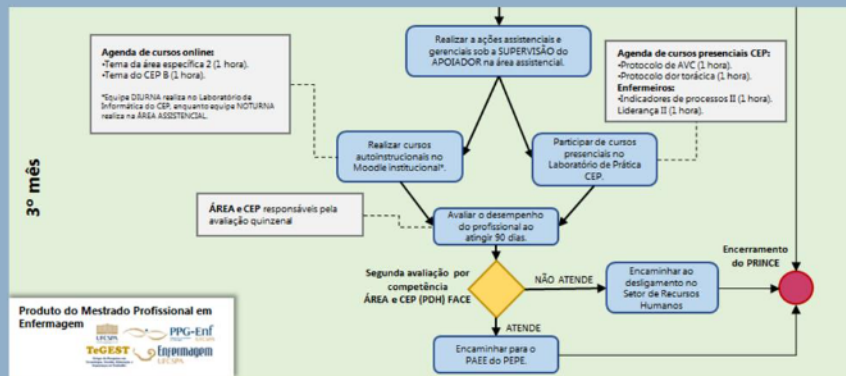 Realizar a ações assistenciais e
gerenciais sob a SUPERVISÃO do
APOIADOR na área assistencial.
Agenda de cursos online:
•Tema da área específica 2 (1 hora).
•Tema do CEP B (1 hora).
*Equipe DIURNA realiza no Laboratório de
Informática do CEP, enquanto equipe NOTURNA
realiza na ÁREA ASSISTENCIAL.
Agenda de cursos presenciais CEP:
•Protocolo de AVC (1 hora).
•Protocolo dor torácica (1 hora).
Enfermeiros:
•Indicadores de processos II (1 hora).
Liderança II (1 hora).
Realizar cursos
autoinstrucionais no
Moodle institucional*.
Participar de cursos
presenciais no
Laboratório de Prática
CEP.
3º mês
ÁREA e CEP responsáveis pela
avaliação quinzenal
Avaliar o desempenho
do profissional ao
atingir 90 dias.
Segunda avaliação por
competência
ÁREA e CEP (PDH) FACE
NÃO ATENDE
Encaminhar ao
desligamento no
Setor de Recursos
Humanos
Encerramento
do PRINCE
ATENDE
Encaminhar para o
PAEE do PEPE.
Produto do Mestrado Profissional em
Enfermagem
UFCSPA
PPG-Enf
TeGEST
Enfermagem
UFCSPA